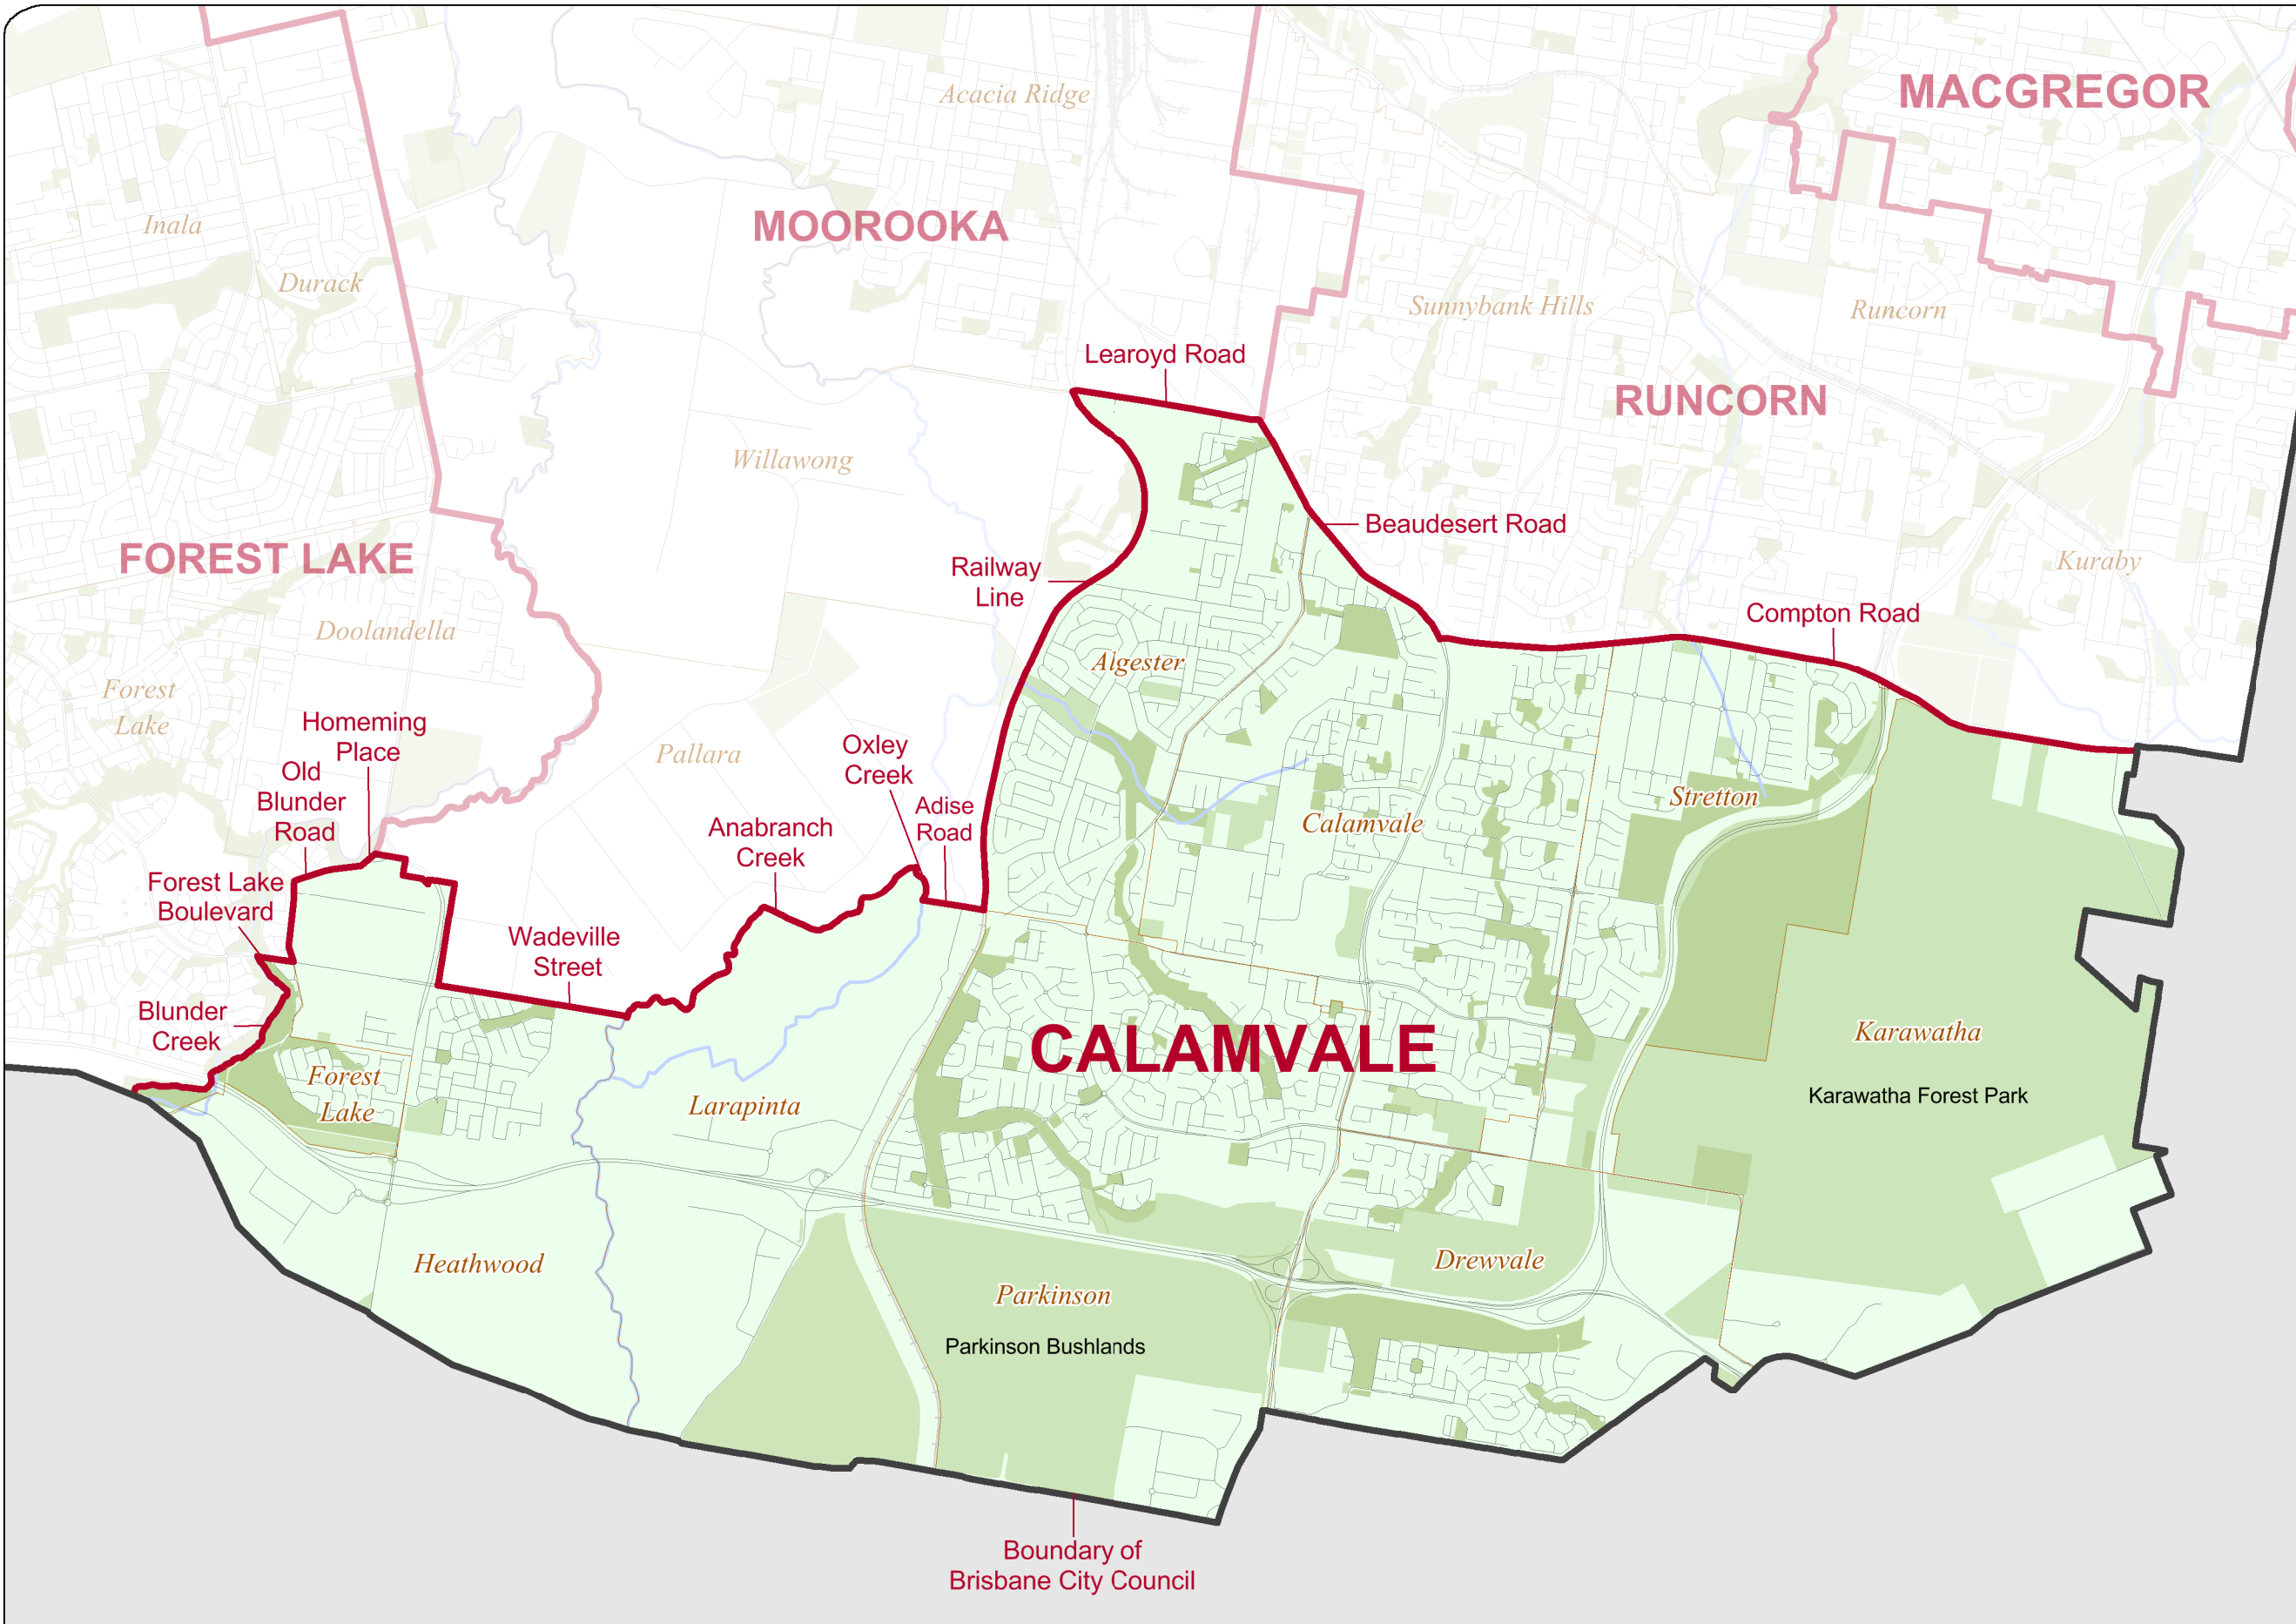 MACGREGOR
Acacia Ridge
Inala
MOOROOKA
Durack
Sunnybank Hills
Runcorn
Learoyd Road
RUNCORN
Willawong
Beaudesert Road
FOREST LAKE
Railway
Line
Kuraby
Compton Road
Doolandella
Algester
Forest
Lake
Homeming
Place
Pallara
Oxley
Creek
Old
Blunder
Road
Adise
Road
Stretton
Calamvale
Anabranch
Creek
Forest Lake
Boulevard
Wadeville
Street
Blunder
Creek
CALAMVALE
Karawatha
Karawatha Forest Park
Forest
Lake
Larapinta
Heathwood
Drewvale
Parkinson
Parkinson Bushlands
Boundary of
Brisbane City Council